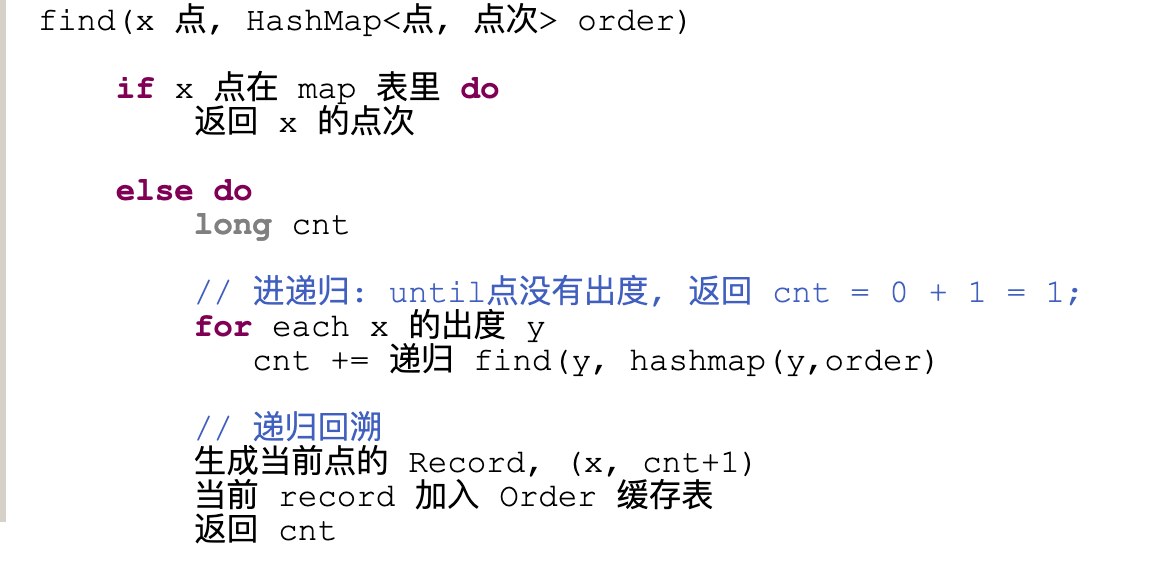 find(x 点, HashMap<点, 点次> order)
if x 点在 map 表里 do
返回 x 的点次
else do
long cnt
// 进递归: until点没有出度, 返回 cnt = 0 + 1 = 1;
for each x 的出度 y
cnt += 递归 find(y, hashmap(y,order)
// 递归回溯
生成当前点的 Record, (x, cnt+1)
当前 record 加入 Order 缓存表
返回 cnt